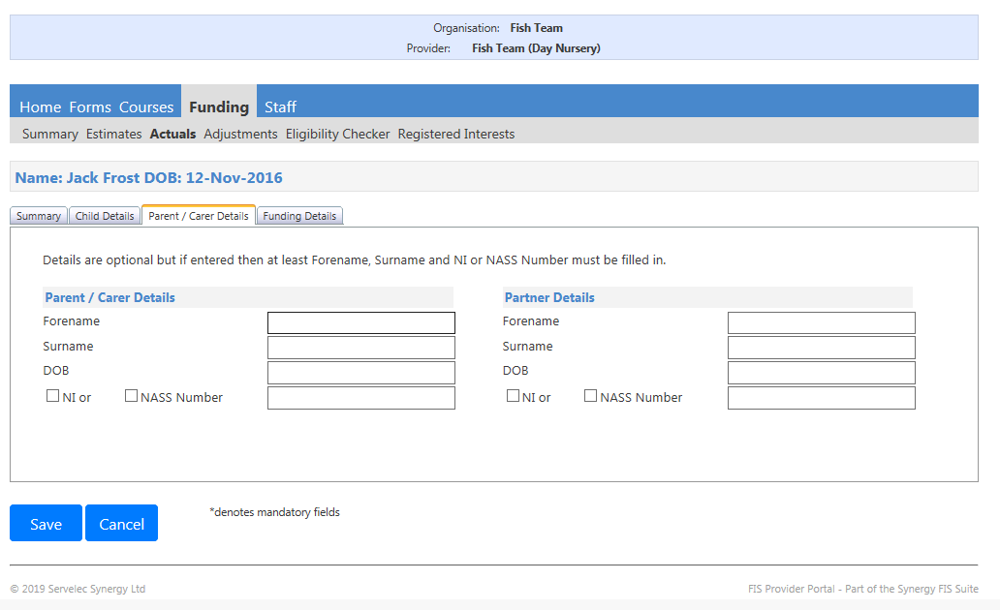 Organisation: Fish Team
Provider: Fish Team (Day Nursery)
Home Forms Courses Funding Staff
Summary Estimates Actuals Adjustments Eligibility Checker Registered Interests
Name: Jack Frost DOB: 12-Nov-2016
Summary Child Details Parent / Carer Details Funding Details
Details are optional but if entered then at least Forename, Surname and NI or NASS Number must be filled in.
Parent / Carer Details
Forename
Surname
DOB
NI or NASS Number
Partner Details
Forename
Surname
DOB
NI or NASS Number
Save Cancel *denotes mandatory fields
© 2019 Servelec Synergy Ltd FIS Provider Portal - Part of the Synergy FIS Suite